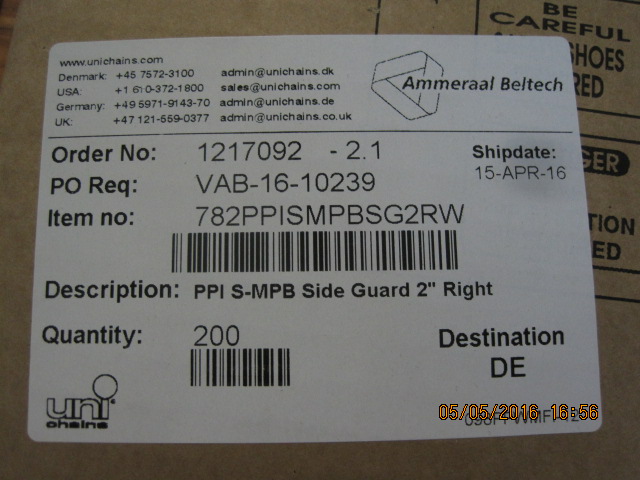 BE
CAREFUL
SHOES
RED
www.unichains.com
Denmark: +45 7572-3100 admin@unichains.dk
USA: +1 610-372-1800 sales@unichains.com
Germany: +49 5971-9143-70 admin@unichains.de
UK: +47 121-559-0377 admin@unichains.co.uk
Ammeraal Beltech
Order No: 1217092 - 2.1
Shipdate:
15-APR-16
PO Req: VAB-16-10239
Item no: 782PPISMPBSG2RW
GER
TION
ED
Description: PPI S-MPB Side Guard 2" Right
Quantity: 200
Destination
DE
uni
chains
05/05/2016 16:56